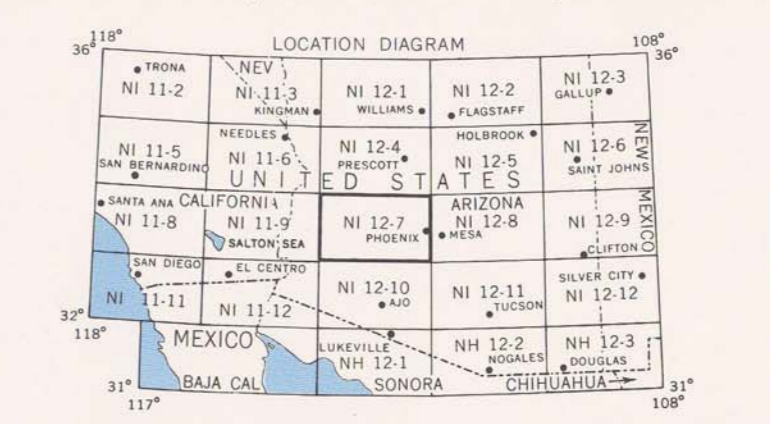 LOCATION DIAGRAM
118° 108°
36° 36°
TRONA
NI 11-2
NEV
NI 11-3
KINGMAN
NI 12-1
WILLIAMS
NI 12-2
FLAGSTAFF
NI 12-3
GALLUP
NI 11-5
SAN BERNARDINO
NEEDLES
NI 11-6
NI 12-4
PRESCOTT
HOLBROOK
NI 12-5
NI 12-6
SAINT JOHNS
NEW MEXICO
UNITED STATES
SANTA ANA
CALIFORNIA
NI 11-8
NI 11-9
SALTON SEA
NI 12-7
PHOENIX
ARIZONA
NI 12-8
MESA
NI 12-9
CLIFTON
SAN DIEGO
NI 11-11
EL CENTRO
NI 11-12
NI 12-10
AJO
NI 12-11
TUCSON
SILVER CITY
NI 12-12
32°
118°
MEXICO
BAJA CAL
LUKEVILLE
NH 12-1
SONORA
NH 12-2
NOGALES
NH 12-3
DOUGLAS
CHIHUAHUA
31° 31°
117° 108°